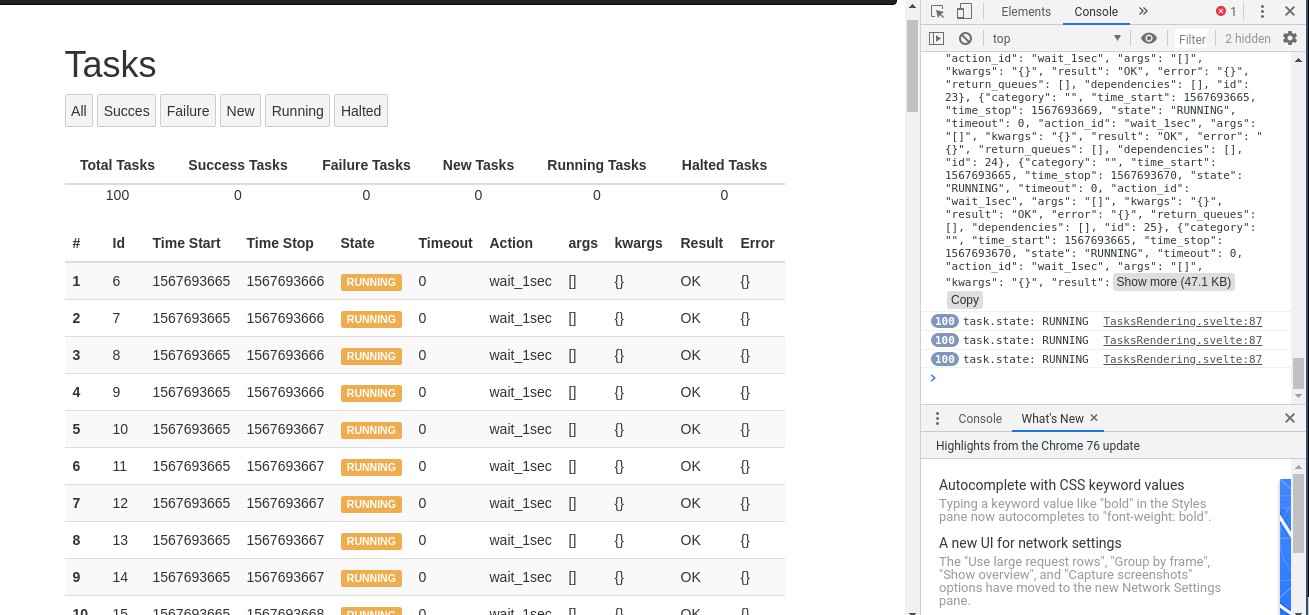 Tasks
All Succes Failure New Running Halted
Total Tasks Success Tasks Failure Tasks New Tasks Running Tasks Halted Tasks
100 0 0 0 0 0
# Id Time Start Time Stop State Timeout Action args kwargs Result Error
1 6 1567693665 1567693666 RUNNING 0 wait_1sec [] {} OK {}
2 7 1567693665 1567693666 RUNNING 0 wait_1sec [] {} OK {}
3 8 1567693665 1567693666 RUNNING 0 wait_1sec [] {} OK {}
4 9 1567693665 1567693666 RUNNING 0 wait_1sec [] {} OK {}
5 10 1567693665 1567693667 RUNNING 0 wait_1sec [] {} OK {}
6 11 1567693665 1567693667 RUNNING 0 wait_1sec [] {} OK {}
7 12 1567693665 1567693667 RUNNING 0 wait_1sec [] {} OK {}
8 13 1567693665 1567693667 RUNNING 0 wait_1sec [] {} OK {}
9 14 1567693665 1567693667 RUNNING 0 wait_1sec [] {} OK {}
10 15 1567693665 1567693668 RUNNING 0 wait_1sec [] {} OK {}
Elements Console » 1
top Filter 2 hidden
"action_id": "wait_1sec", "args": "[]",
"kwargs": "{}", "result": "OK", "error": "{}",
"return_queues": [], "dependencies": [], "id":
23}, {"category": "", "time_start": 1567693665,
"time_stop": 1567693669, "state": "RUNNING",
"timeout": 0, "action_id": "wait_1sec", "args":
"[]", "kwargs": "{}", "result": "OK", "error": "
{}", "return_queues": [], "dependencies": [],
"id": 24}, {"category": "", "time_start":
1567693665, "time_stop": 1567693670, "state":
"RUNNING", "timeout": 0, "action_id":
"wait_1sec", "args": "[]", "kwargs": "{}",
"result": "OK", "error": "{}", "return_queues":
[], "dependencies": [], "id": 25}, {"category":
"", "time_start": 1567693665, "time_stop":
1567693670, "state": "RUNNING", "timeout": 0,
"action_id": "wait_1sec", "args": "[]",
"kwargs": "{}", "result": Show more (47.1 KB)
Copy
100 task.state: RUNNING TasksRendering.svelte:87
100 task.state: RUNNING TasksRendering.svelte:87
100 task.state: RUNNING TasksRendering.svelte:87
Console What's New
Highlights from the Chrome 76 update
Autocomplete with CSS keyword values
Typing a keyword value like "bold" in the Styles
pane now autocompletes to "font-weight: bold".
A new UI for network settings
The "Use large request rows", "Group by frame",
"Show overview", and "Capture screenshots"
options have moved to the new Network Settings
pane.